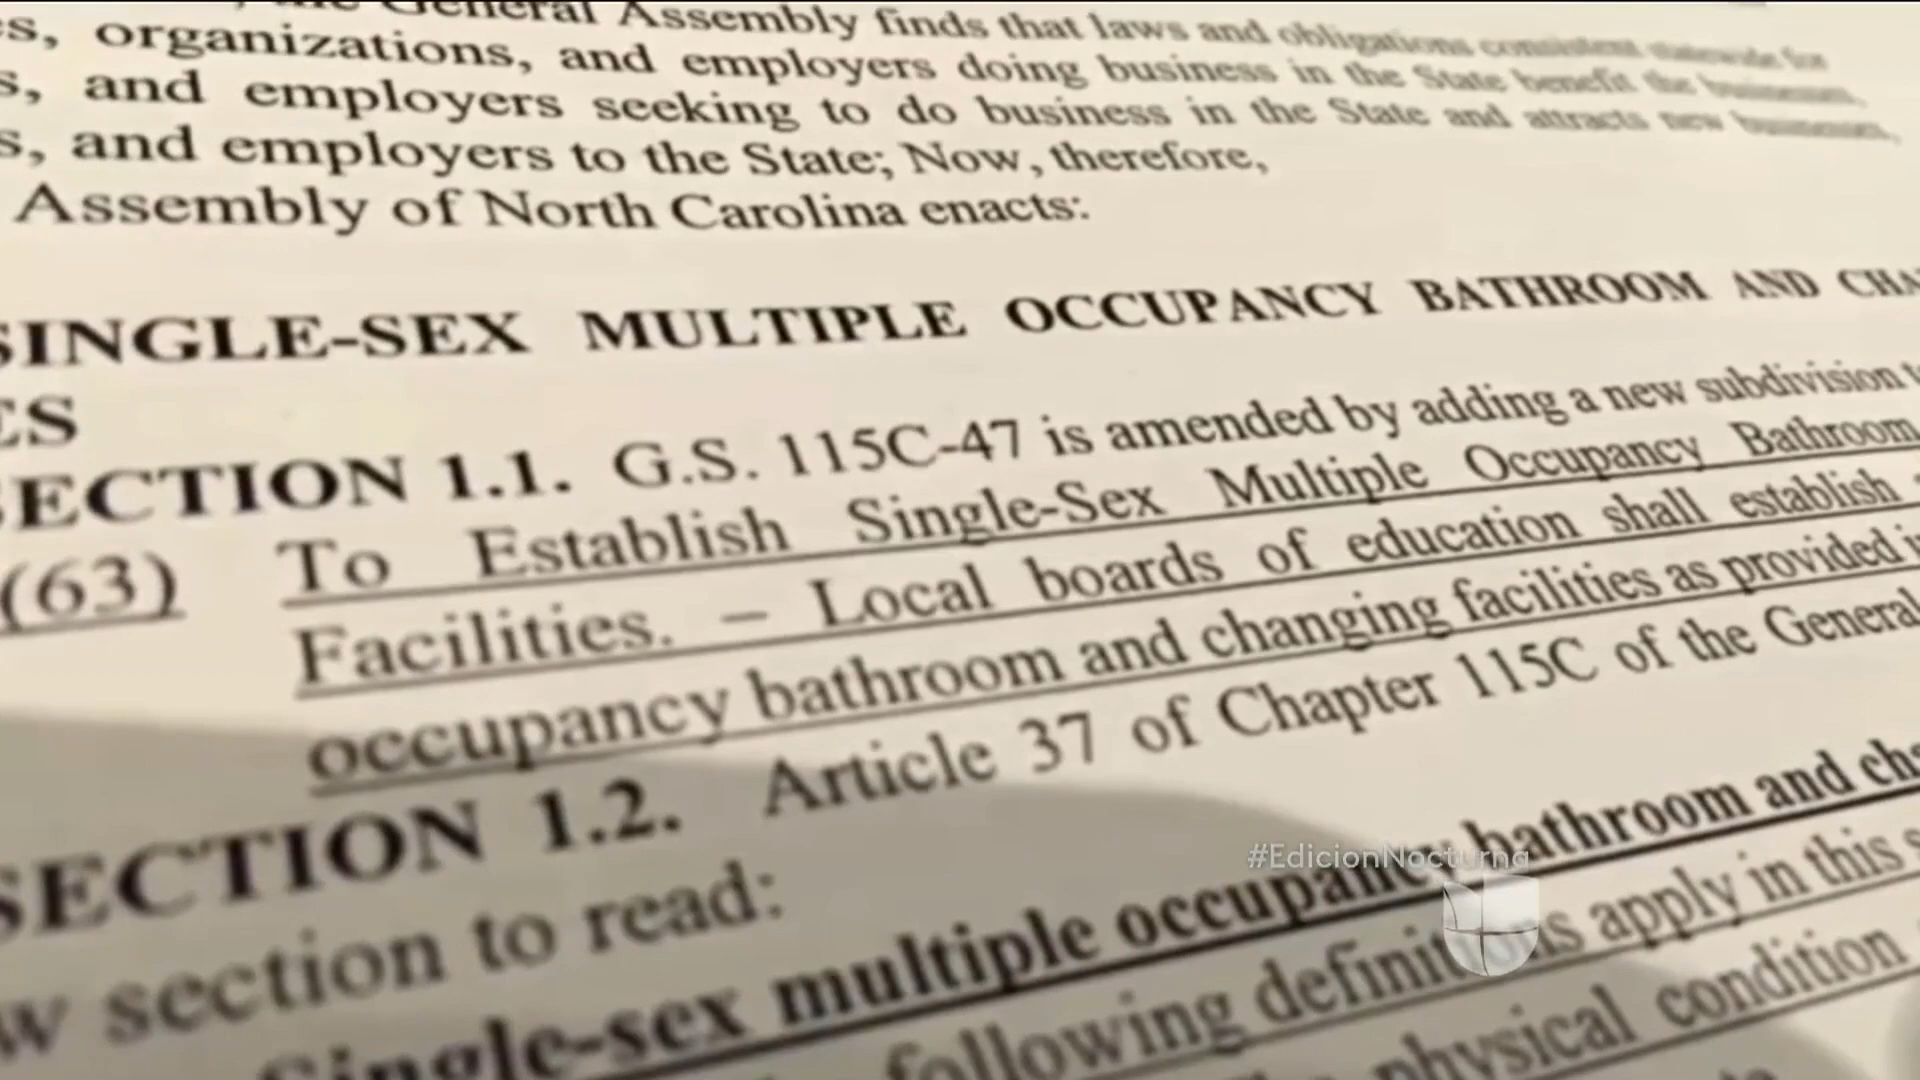 General Assembly finds that laws and obligations consistent statewide for
es, organizations, and employers doing business in the State benefit the businesses,
s, and employers seeking to do business in the State and attracts new businesses,
s, and employers to the State; Now, therefore,
Assembly of North Carolina enacts:
SINGLE-SEX MULTIPLE OCCUPANCY BATHROOM AND CHA
ES
SECTION 1.1. G.S. 115C-47 is amended by adding a new subdivision to
(63) To Establish Single-Sex Multiple Occupancy Bathroom
Facilities. – Local boards of education shall establish
occupancy bathroom and changing facilities as provided i
SECTION 1.2. Article 37 of Chapter 115C of the General
w section to read:
Single-sex multiple occupancy bathroom and cha
following definitions apply in this s
physical condition
#EdicionNocturna